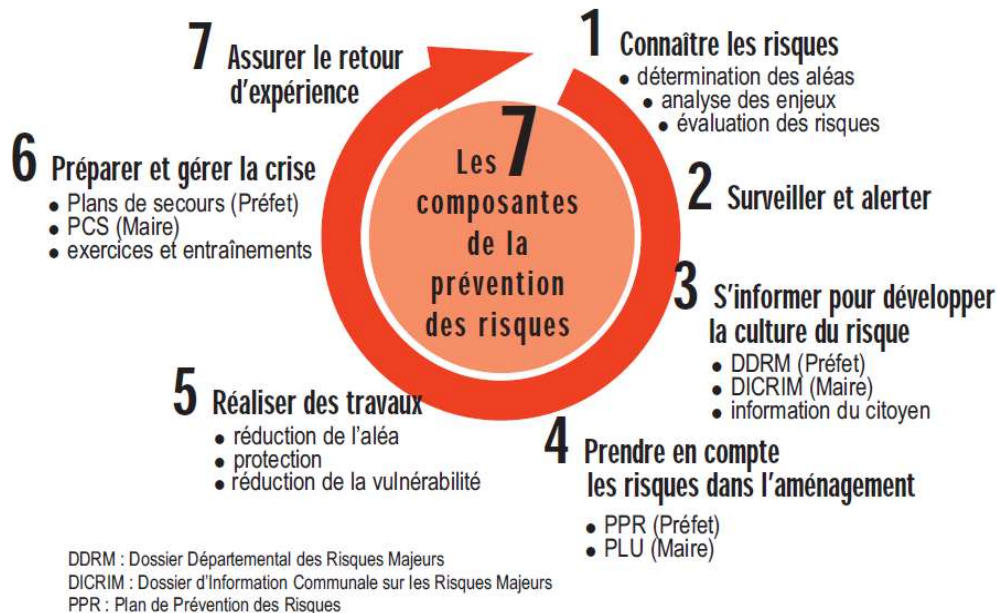 Les 7
composantes
de la
prévention
des risques
1 Connaître les risques
• détermination des aléas
• analyse des enjeux
• évaluation des risques
2 Surveiller et alerter
3 S'informer pour développer
la culture du risque
• DDRM (Préfet)
• DICRIM (Maire)
• information du citoyen
4 Prendre en compte
les risques dans l'aménagement
• PPR (Préfet)
• PLU (Maire)
5 Réaliser des travaux
• réduction de l'aléa
• protection
• réduction de la vulnérabilité
6 Préparer et gérer la crise
• Plans de secours (Préfet)
• PCS (Maire)
• exercices et entraînements
7 Assurer le retour
d'expérience
DDRM : Dossier Départemental des Risques Majeurs
DICRIM : Dossier d'Information Communale sur les Risques Majeurs
PPR : Plan de Prévention des Risques